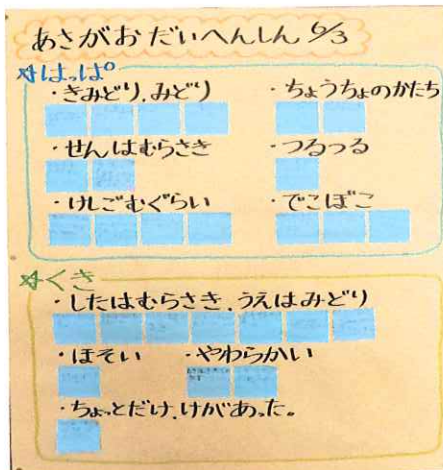 あさがお だいへんしん 6/3
☆はっぱ
・きみどり、みどり ・ちょうちょのかたち
・せんはむらさき ・つるつる
・けしごむぐらい ・でこぼこ
☆くき
・したはむらさき、うえはみどり
・ほそい ・やわらかい
・ちょっとだけ、けがあった。